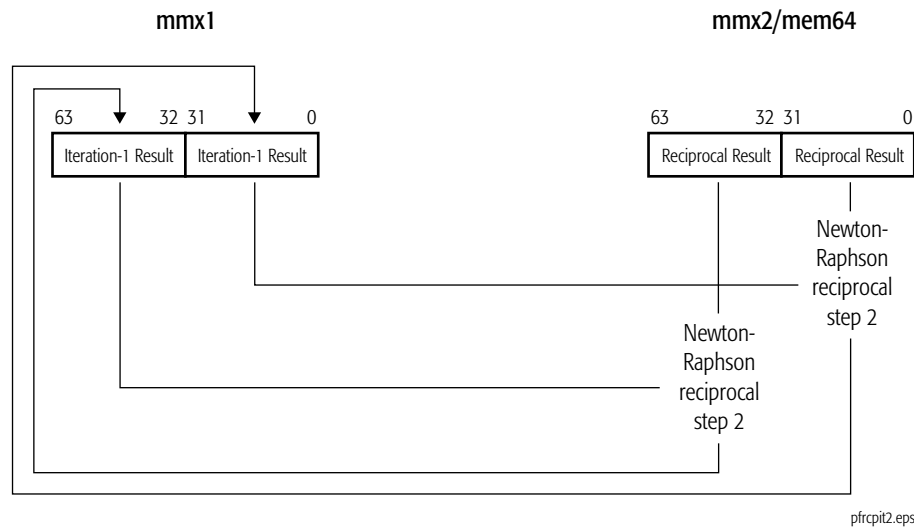 mmx1
mmx2/mem64
63 32 31 0
63 32 31 0
Iteration-1 Result Iteration-1 Result
Reciprocal Result Reciprocal Result
Newton-
Raphson
reciprocal
step 2
Newton-
Raphson
reciprocal
step 2
pfrcpit2.eps